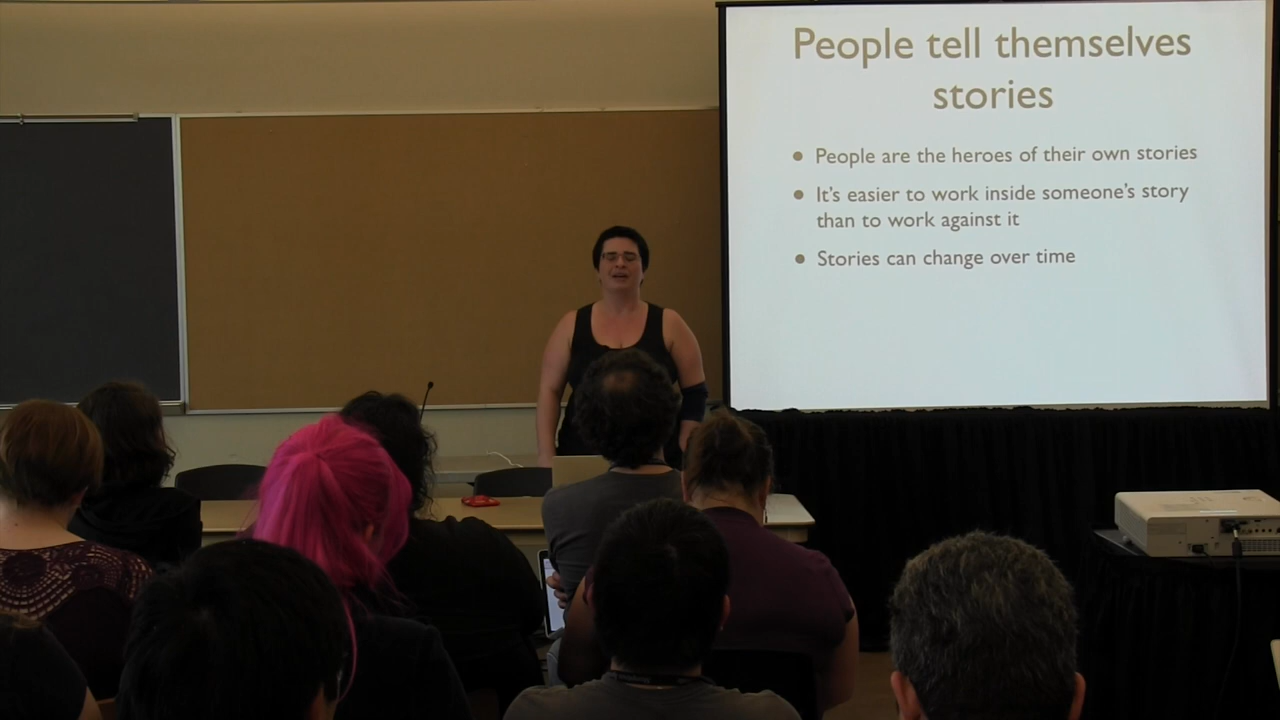 People tell themselves
stories
• People are the heroes of their own stories
• It's easier to work inside someone's story
than to work against it
• Stories can change over time